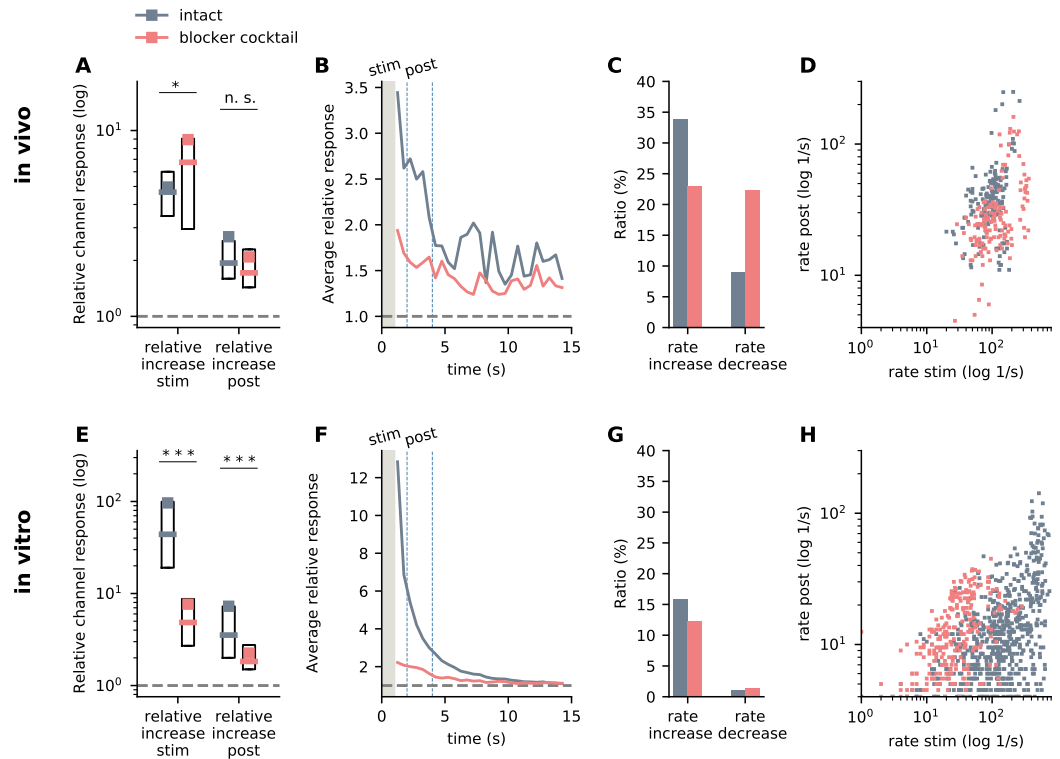 intact
blocker cocktail
in vivo
A
Relative channel response (log)
10¹
10⁰
*
n. s.
relative
increase
stim
relative
increase
post
B
stim
post
Average relative response
3.5
3.0
2.5
2.0
1.5
1.0
0
5
10
15
time (s)
C
Ratio (%)
40
35
30
25
20
15
10
5
0
rate
increase
rate
decrease
D
rate post (log 1/s)
10²
10¹
10⁰
10¹
10²
rate stim (log 1/s)
in vitro
E
Relative channel response (log)
10²
10¹
10⁰
* * *
* * *
relative
increase
stim
relative
increase
post
F
stim
post
Average relative response
12
10
8
6
4
2
0
5
10
15
time (s)
G
Ratio (%)
40
35
30
25
20
15
10
5
0
rate
increase
rate
decrease
H
rate post (log 1/s)
10²
10¹
10⁰
10¹
10²
rate stim (log 1/s)